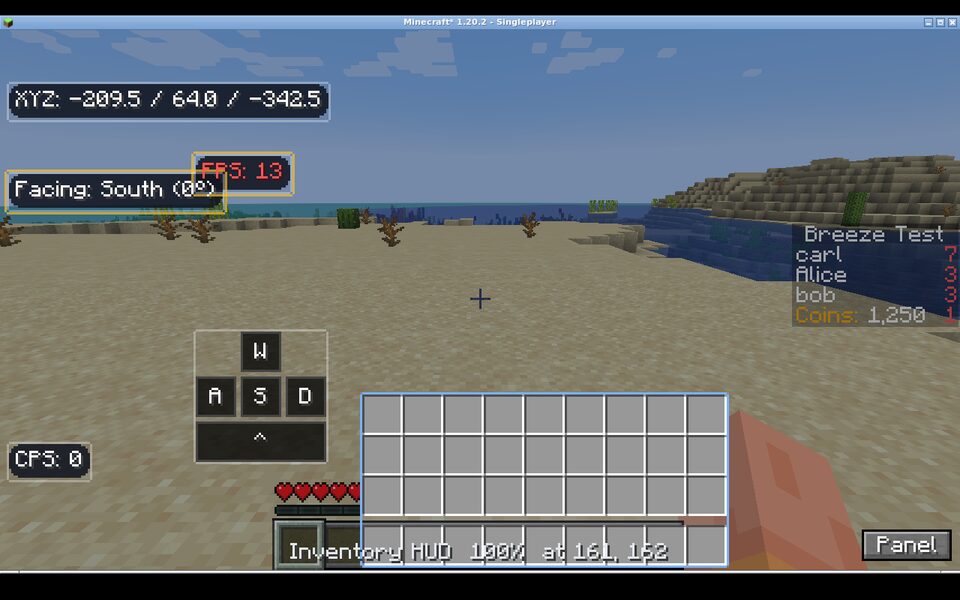 Minecraft* 1.20.2 - Singleplayer
XYZ: -209.5 / 64.0 / -342.5
FPS: 13
Facing: South (0°)
Breeze Test
carl 7
Alice 3
bob 3
Coins: 1,250 1
W
A S D
^
CPS: 0
Inventory HUD 100% at 161, 162
Panel